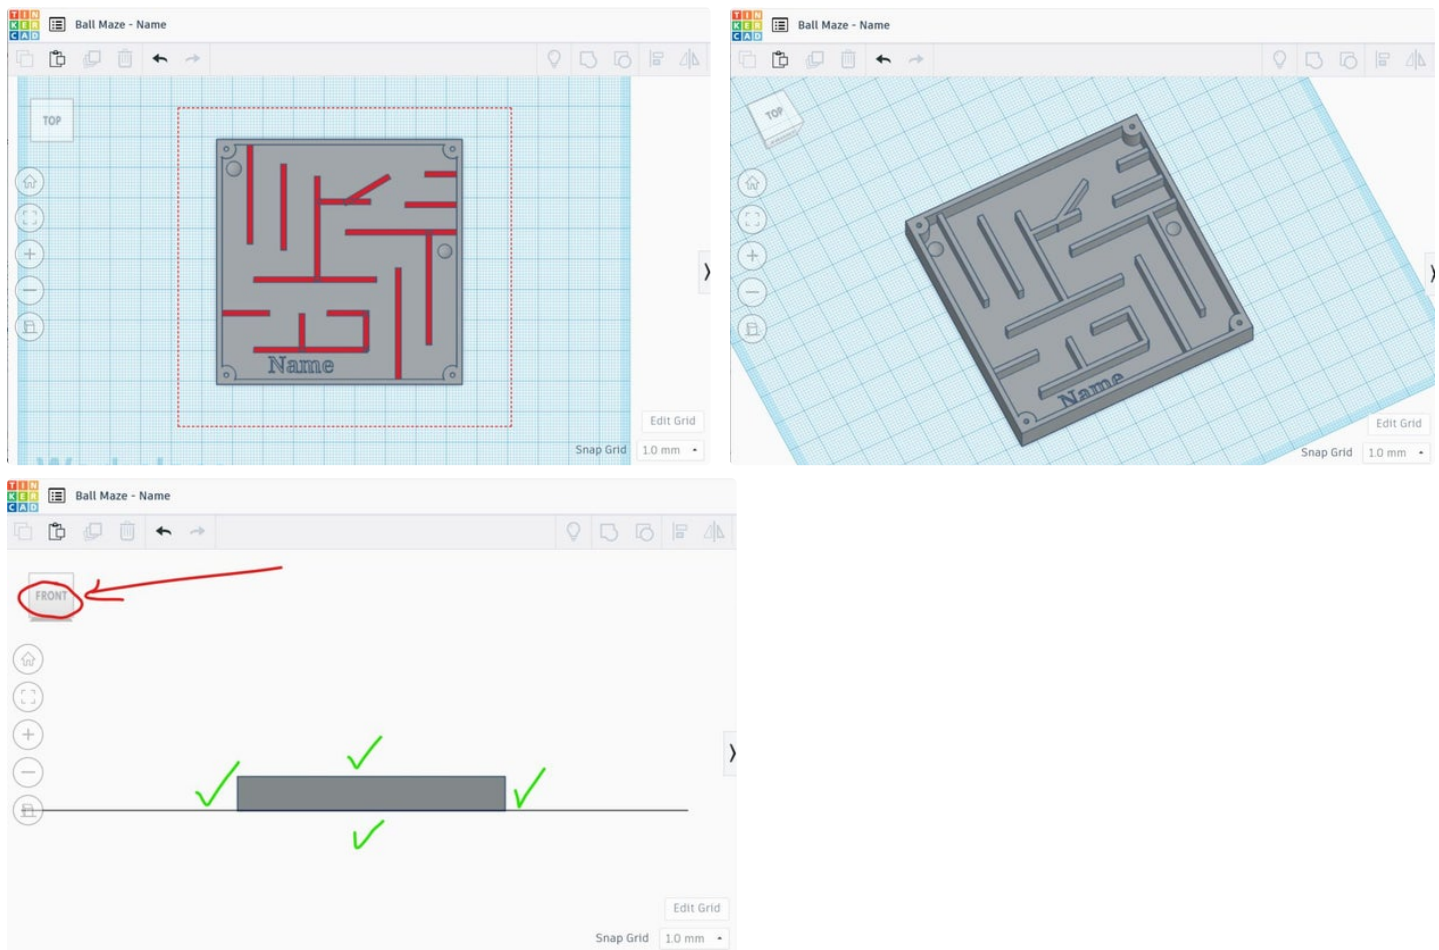 TIN
KER
CAD
Ball Maze - Name
TOP
Name
Edit Grid
Snap Grid 1.0 mm
TIN
KER
CAD
Ball Maze - Name
TOP
Name
Edit Grid
Snap Grid 1.0 mm
TIN
KER
CAD
Ball Maze - Name
FRONT
Edit Grid
Snap Grid 1.0 mm